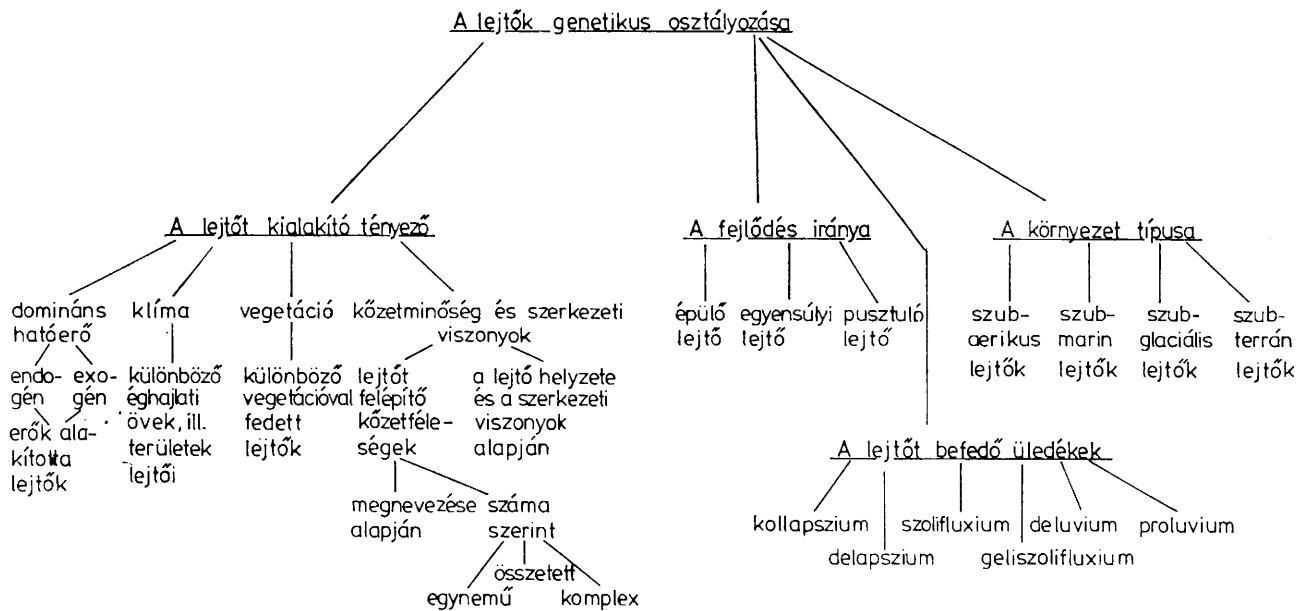 A lejtők genetikus osztályozása
A lejtőt kialakító tényező
domináns
hatóerő
endo-
gén
exo-
gén
erők ala-
kította
lejtők
klíma
különböző
éghajlati
övek, ill.
területek
lejtői
vegetáció
különböző
vegetációval
fedett
lejtők
kőzetminőség és szerkezeti
viszonyok
lejtőt
felépítő
kőzetféle-
ségek
megnevezése
alapján
száma
szerint
egynemű
összetett
komplex
a lejtő helyzete
és a szerkezeti
viszonyok
alapján
A fejlődés iránya
épülő
lejtő
egyensúlyi
lejtő
pusztuló
lejtő
A környezet típusa
szub-
aerikus
lejtők
szub-
marin
lejtők
szub-
glaciális
lejtők
szub-
terrán
lejtők
A lejtőt befedő üledékek
kollapszium
delapszium
szolifluxium
geliszolifluxium
deluvium
proluvium